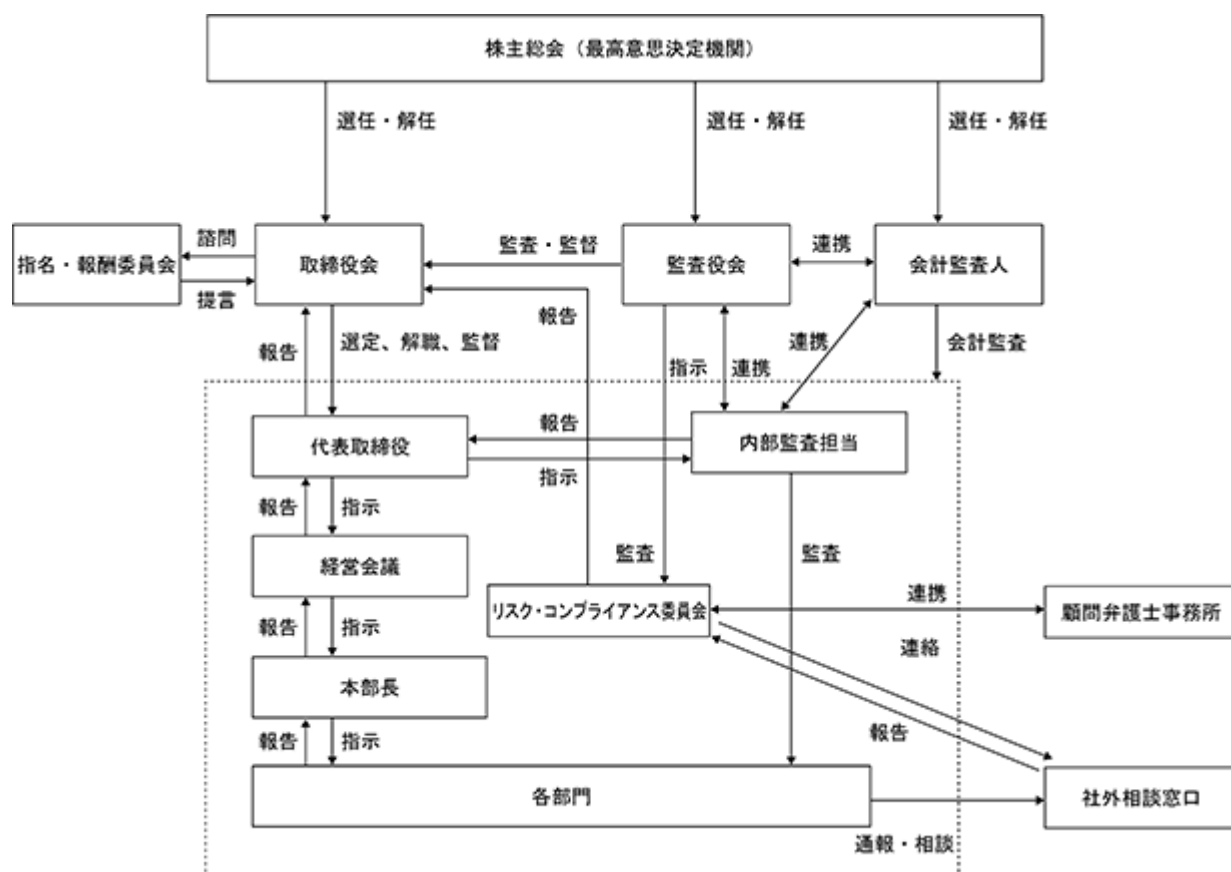 株主総会（最高意思決定機関）
選任・解任
選任・解任
選任・解任
諮問
指名・報酬委員会
提言
取締役会
監査・監督
監査役会
連携
会計監査人
報告
選定、解職、監督
報告
指示
連携
連携
会計監査
代表取締役
報告
指示
内部監査担当
報告
指示
経営会議
監査
監査
リスク・コンプライアンス委員会
連携
顧問弁護士事務所
報告
指示
連絡
本部長
報告
指示
報告
各部門
社外相談窓口
通報・相談